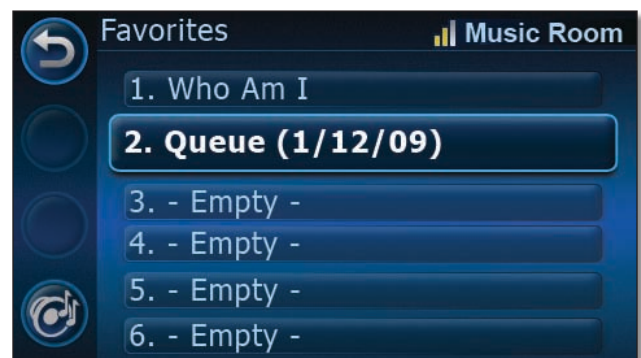 Favorites
Music Room
1. Who Am I
2. Queue (1/12/09)
3. - Empty -
4. - Empty -
5. - Empty -
6. - Empty -